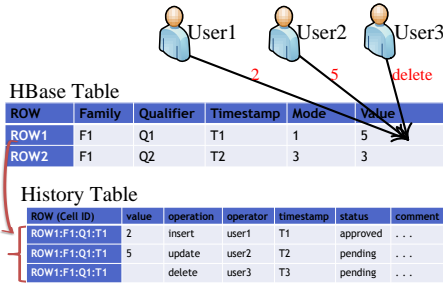 User1 User2 User3
2 5 delete
HBase Table
ROW Family Qualifier Timestamp Mode Value
ROW1 F1 Q1 T1 1 5
ROW2 F1 Q2 T2 3 3
History Table
ROW (Cell ID) value operation operator timestamp status comment
ROW1:F1:Q1:T1 2 insert user1 T1 approved . . .
ROW1:F1:Q1:T1 5 update user2 T2 pending . . .
ROW1:F1:Q1:T1 delete user3 T3 pending . . .